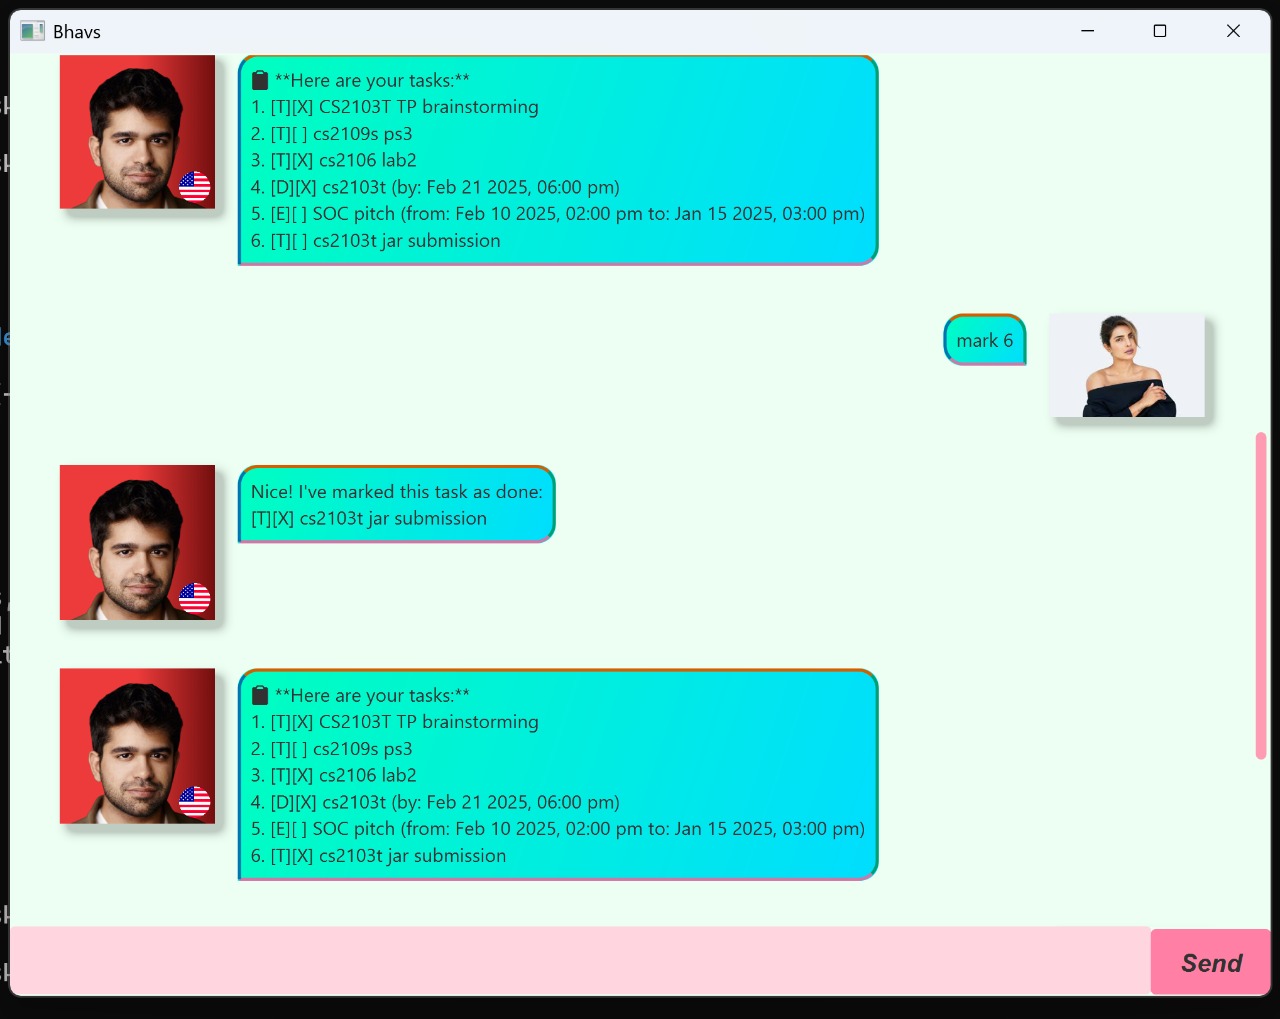 Bhavs
📋 **Here are your tasks:**
1. [T][X] CS2103T TP brainstorming
2. [T][ ] cs2109s ps3
3. [T][X] cs2106 lab2
4. [D][X] cs2103t (by: Feb 21 2025, 06:00 pm)
5. [E][ ] SOC pitch (from: Feb 10 2025, 02:00 pm to: Jan 15 2025, 03:00 pm)
6. [T][ ] cs2103t jar submission
mark 6
Nice! I've marked this task as done:
[T][X] cs2103t jar submission
📋 **Here are your tasks:**
1. [T][X] CS2103T TP brainstorming
2. [T][ ] cs2109s ps3
3. [T][X] cs2106 lab2
4. [D][X] cs2103t (by: Feb 21 2025, 06:00 pm)
5. [E][ ] SOC pitch (from: Feb 10 2025, 02:00 pm to: Jan 15 2025, 03:00 pm)
6. [T][X] cs2103t jar submission
Send